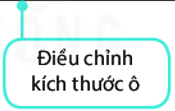 Điều chỉnh
kích thước ô